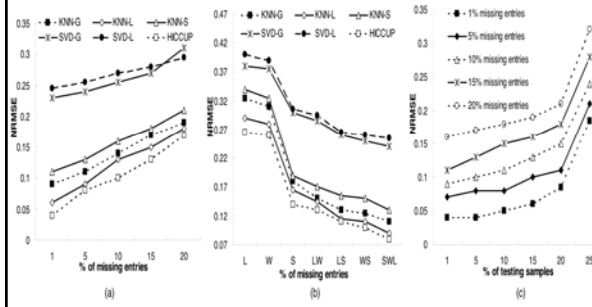 KNN-G KNN-L KNN-S
SVD-G SVD-L HICCUP
NRMSE
0.35
0.3
0.25
0.2
0.15
0.1
0.05
0
1 5 10 15 20
% of missing entries
(a)
KNN-G KNN-L KNN-S
SVD-G SVD-L HICCUP
NRMSE
0.47
0.42
0.37
0.32
0.27
0.22
0.17
0.12
0.07
L W S LW LS WS SWL
% of missing entries
(b)
1% missing entries
5% missing entries
10% missing entries
15% missing entries
20% missing entries
NRMSE
0.35
0.3
0.25
0.2
0.15
0.1
0.05
0
1 5 10 15 20 25
% of testing samples
(c)